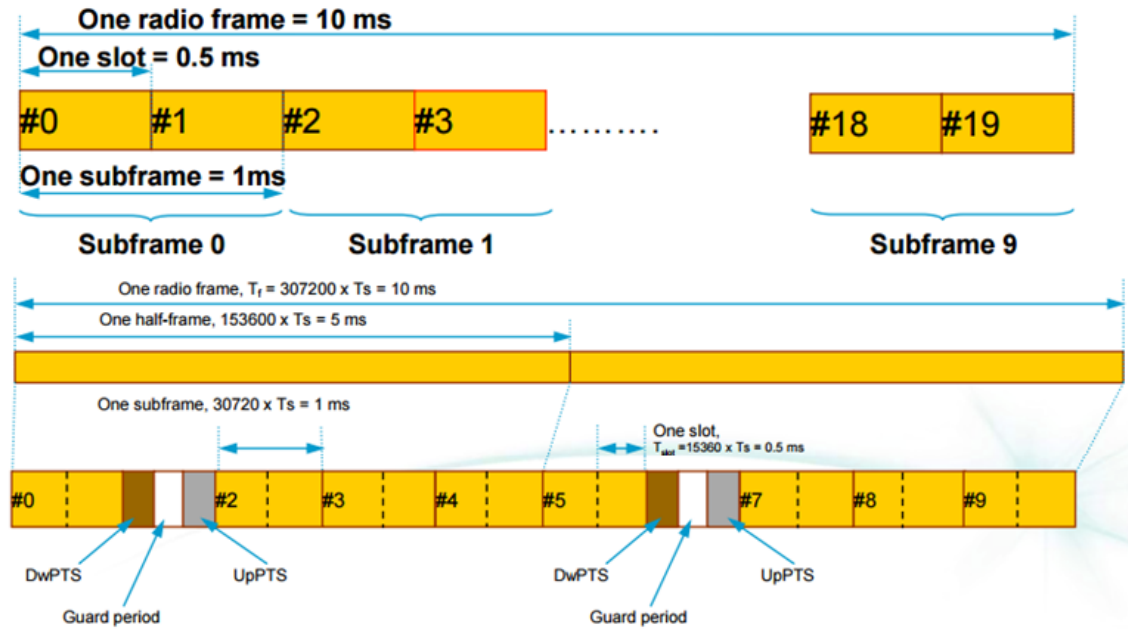 One radio frame = 10 ms
One slot = 0.5 ms
#0 #1 #2 #3 .......... #18 #19
One subframe = 1ms
Subframe 0 Subframe 1 Subframe 9
One radio frame, Tf = 307200 x Ts = 10 ms
One half-frame, 153600 x Ts = 5 ms
One subframe, 30720 x Ts = 1 ms
One slot,
Tslot =15360 x Ts = 0.5 ms
#0 #2 #3 #4 #5 #7 #8 #9
DwPTS UpPTS DwPTS UpPTS
Guard period Guard period